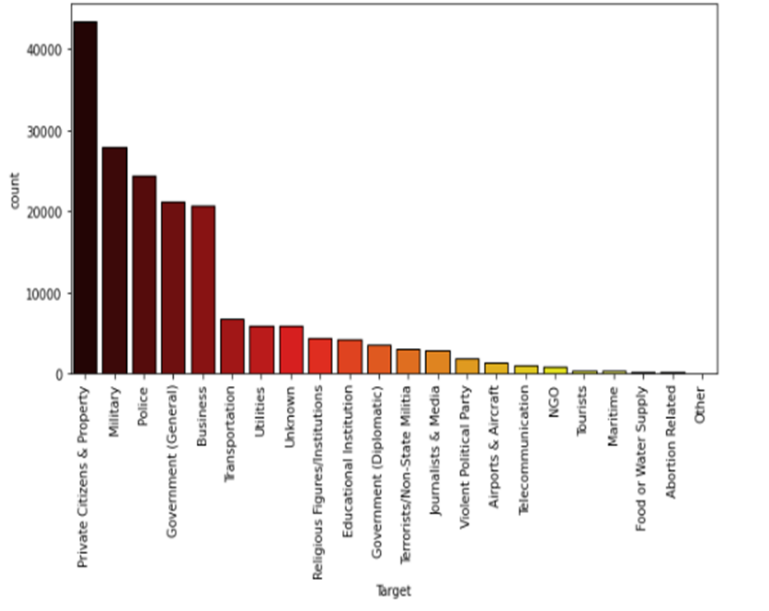 40000
30000
20000
10000
0
count
Private Citizens & Property
Military
Police
Government (General)
Business
Transportation
Utilities
Unknown
Religious Figures/Institutions
Educational Institution
Government (Diplomatic)
Terrorists/Non-State Militia
Journalists & Media
Violent Political Party
Airports & Aircraft
Telecommunication
NGO
Tourists
Maritime
Food or Water Supply
Abortion Related
Other
Target